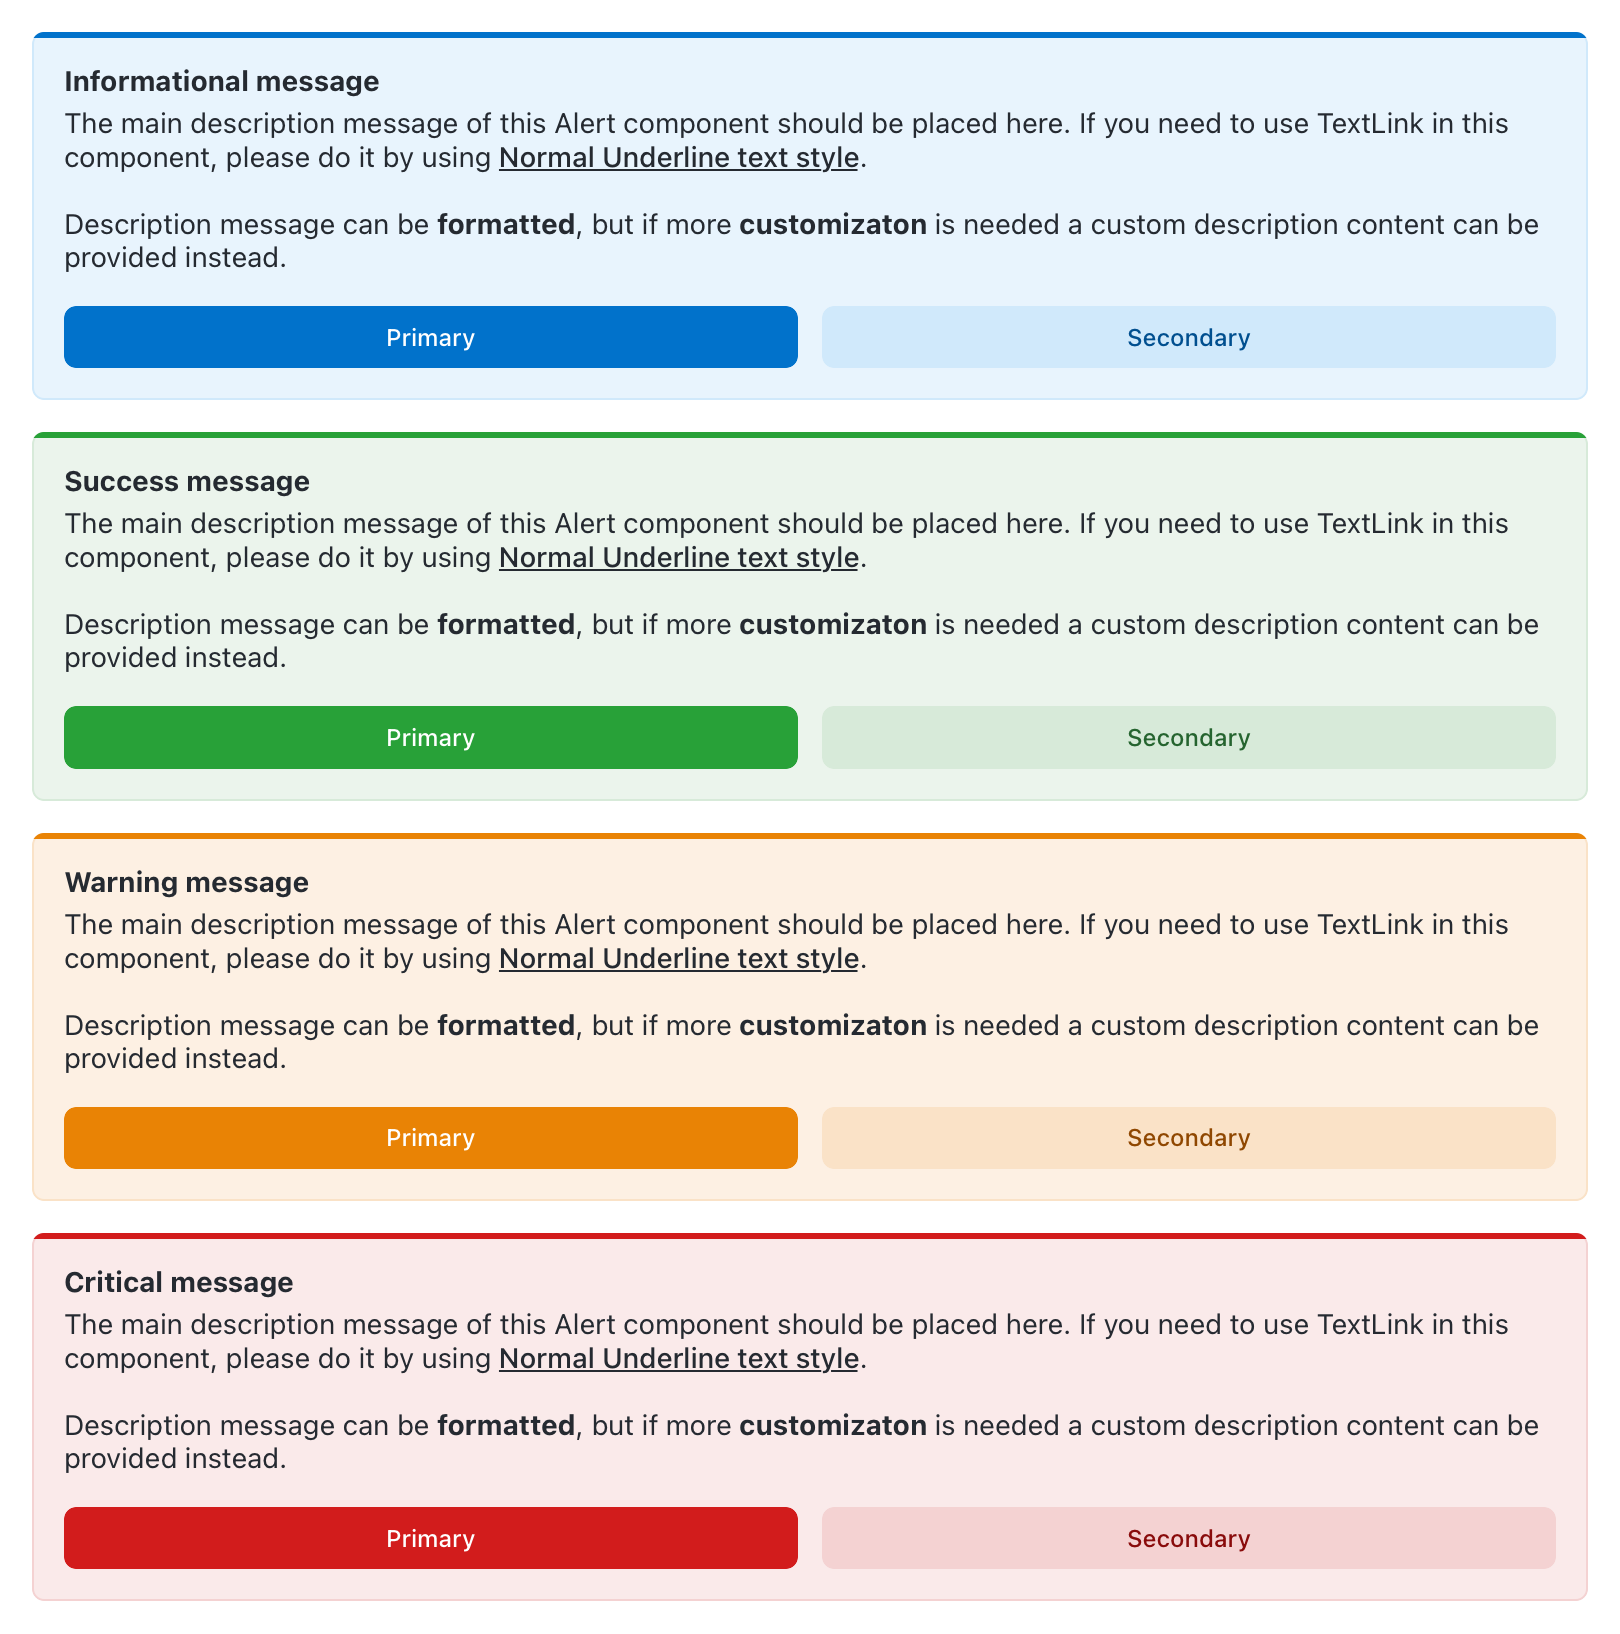 Informational message
The main description message of this Alert component should be placed here. If you need to use TextLink in this
component, please do it by using Normal Underline text style.
Description message can be formatted, but if more customizaton is needed a custom description content can be
provided instead.
Primary
Secondary
Success message
The main description message of this Alert component should be placed here. If you need to use TextLink in this
component, please do it by using Normal Underline text style.
Description message can be formatted, but if more customizaton is needed a custom description content can be
provided instead.
Primary
Secondary
Warning message
The main description message of this Alert component should be placed here. If you need to use TextLink in this
component, please do it by using Normal Underline text style.
Description message can be formatted, but if more customizaton is needed a custom description content can be
provided instead.
Primary
Secondary
Critical message
The main description message of this Alert component should be placed here. If you need to use TextLink in this
component, please do it by using Normal Underline text style.
Description message can be formatted, but if more customizaton is needed a custom description content can be
provided instead.
Primary
Secondary